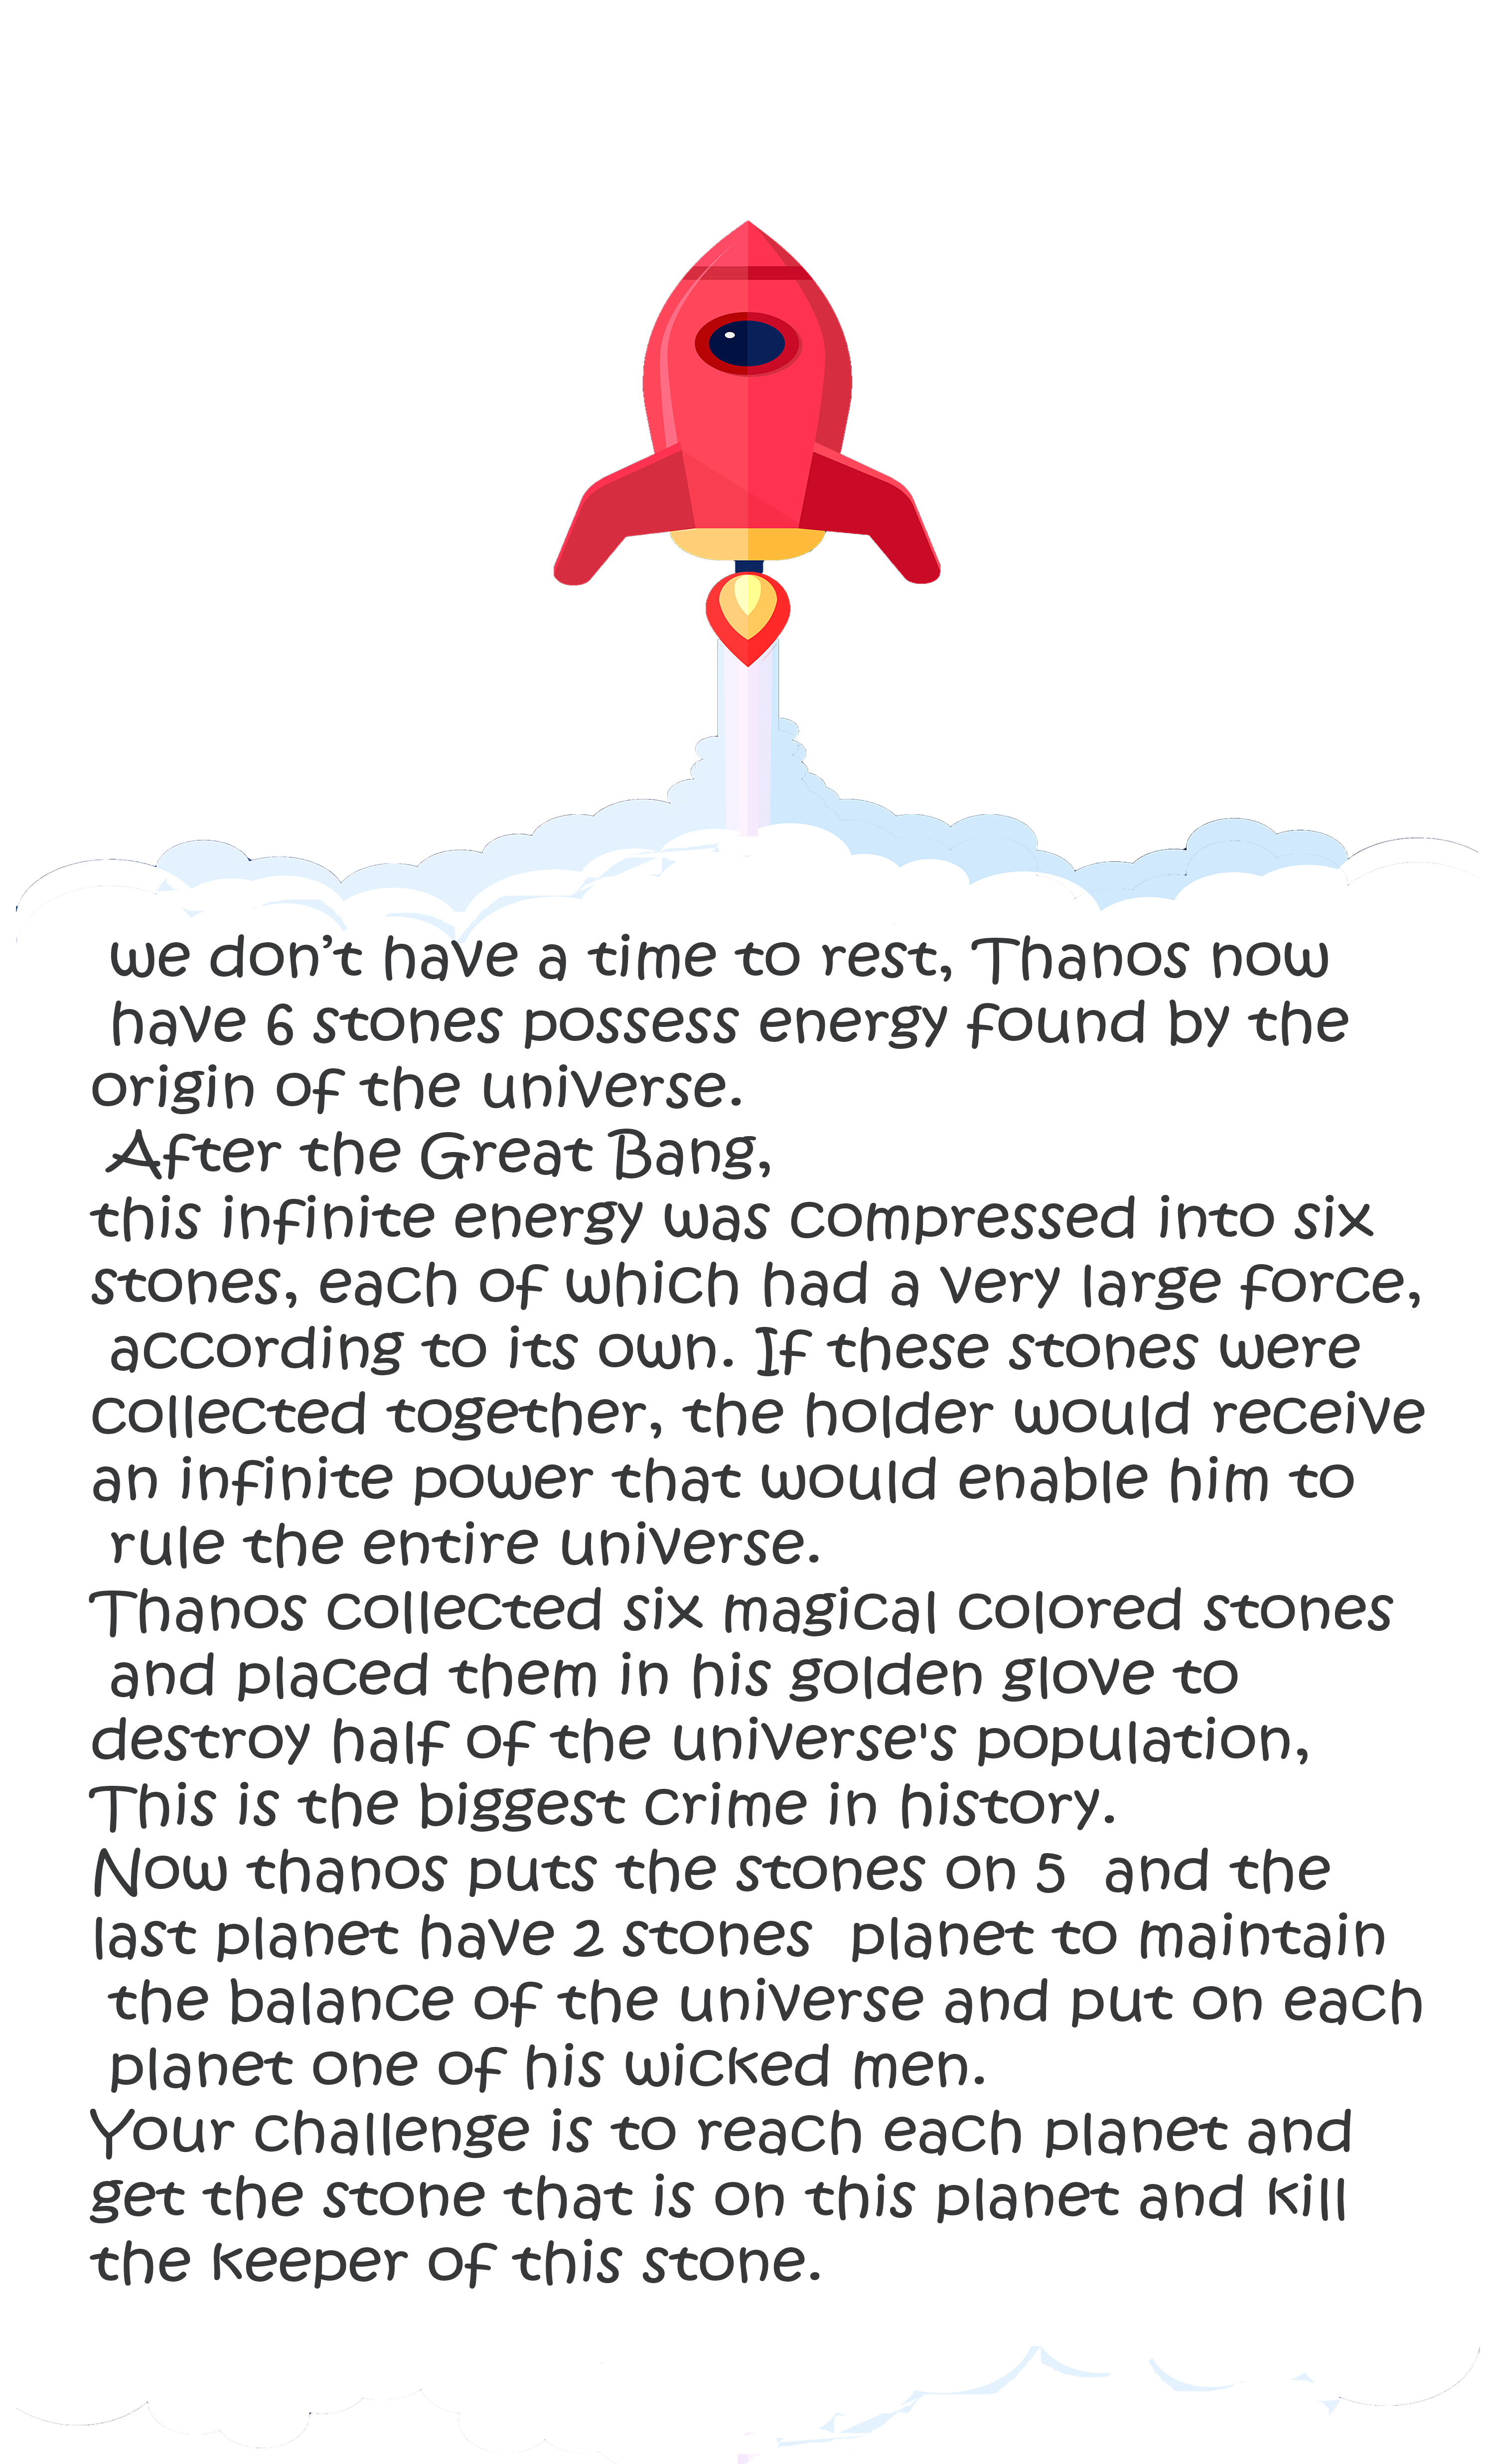 we don't have a time to rest, Thanos now
have 6 stones possess energy found by the
origin of the universe.
After the Great Bang,
this infinite energy was compressed into six
stones, each of which had a very large force,
according to its own. If these stones were
collected together, the holder would receive
an infinite power that would enable him to
rule the entire universe.
Thanos collected six magical colored stones
and placed them in his golden glove to
destroy half of the universe's population,
This is the biggest crime in history.
Now thanos puts the stones on 5  and the
last planet have 2 stones  planet to maintain
the balance of the universe and put on each
planet one of his wicked men.
Your challenge is to reach each planet and
get the stone that is on this planet and kill
the keeper of this stone.